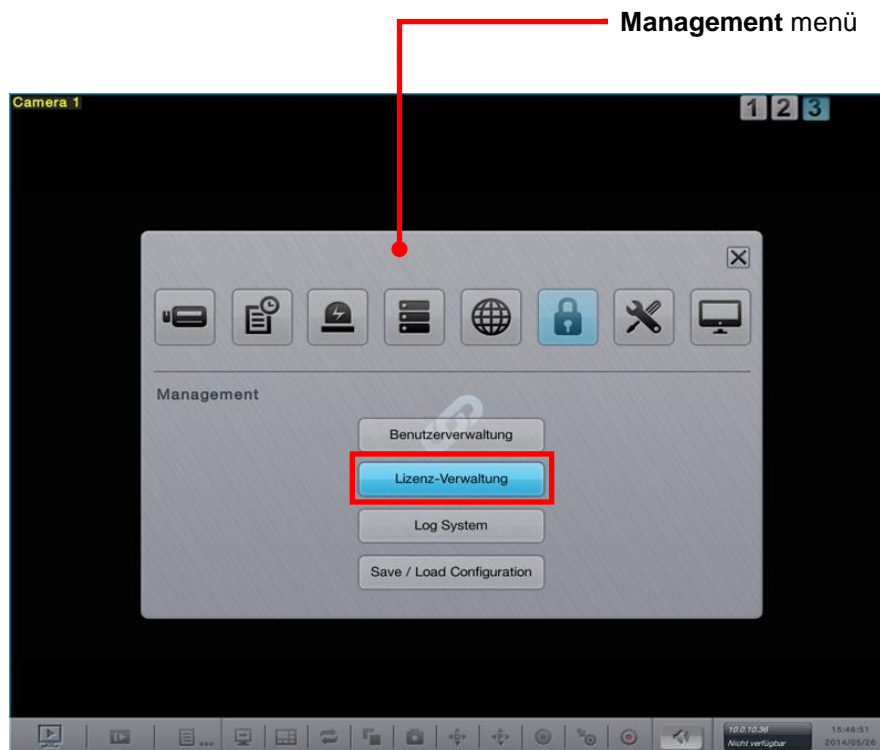 Management menü
Camera 1
1 2 3
Management
Benutzerverwaltung
Lizenz-Verwaltung
Log System
Save / Load Configuration
10.0.10.36
Nicht verfügbar
15:46:51
2014/05/26